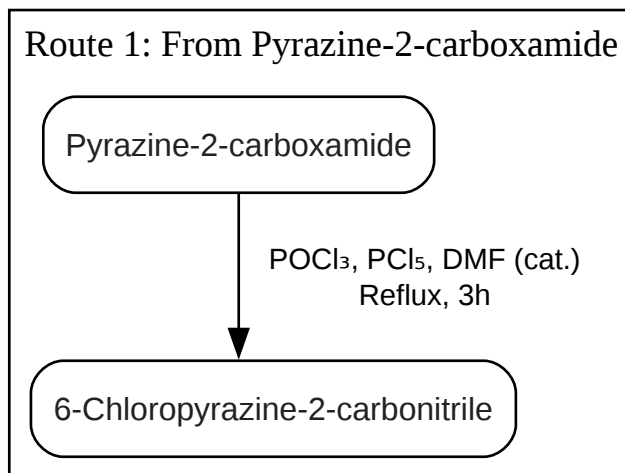 Route 1: From Pyrazine-2-carboxamide
Pyrazine-2-carboxamide
POCl₃, PCl₅, DMF (cat.)
Reflux, 3h
6-Chloropyrazine-2-carbonitrile